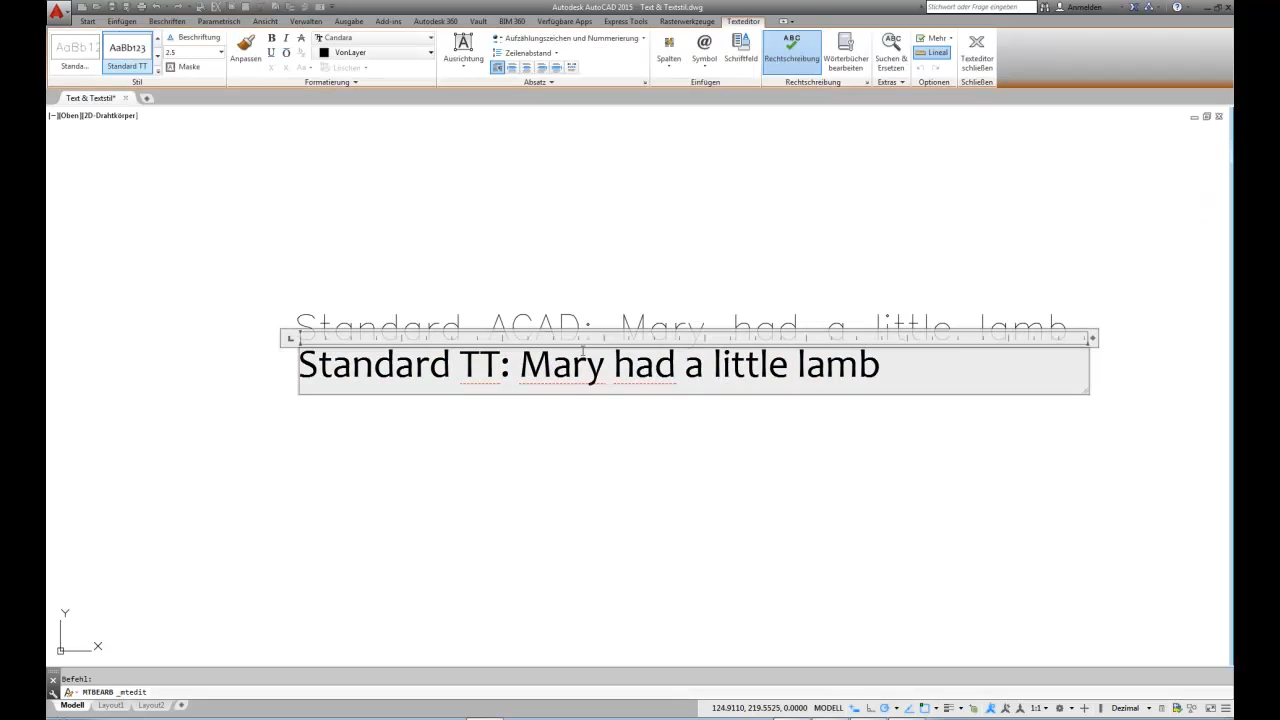 Autodesk AutoCAD 2015 Text & Textstil.dwg
Stichwort oder Frage eingeben
Anmelden
Start Einfügen Beschriften Parametrisch Ansicht Verwalten Ausgabe Add-ins Autodesk 360 Vault BIM 360 Verfügbare Apps Express Tools Rasterwerkzeuge Texteditor
AaBb12 AaBb123 Beschriftung
2.5
Maske
Standa... Standard TT
Stil
Anpassen
B I A Candara
U O VonLayer
Löschen
Formatierung
Ausrichtung
Aufzählungszeichen und Nummerierung
Zeilenabstand
Absatz
Spalten Symbol Schriftfeld
Einfügen
ABC
Rechtschreibung Wörterbücher bearbeiten
Rechtschreibung
ABC
Suchen & Ersetzen
Extras
Mehr
Lineal
Optionen
Texteditor schließen
Schließen
Text & Textstil*
[−][Oben][2D-Drahtkörper]
Standard ACAD: Mary had a little lamb
Standard TT: Mary had a little lamb
Y
X
Befehl:
MTBEARB _mtedit
Modell Layout1 Layout2
124.9110, 219.5525, 0.0000 MODELL 1:1 Dezimal